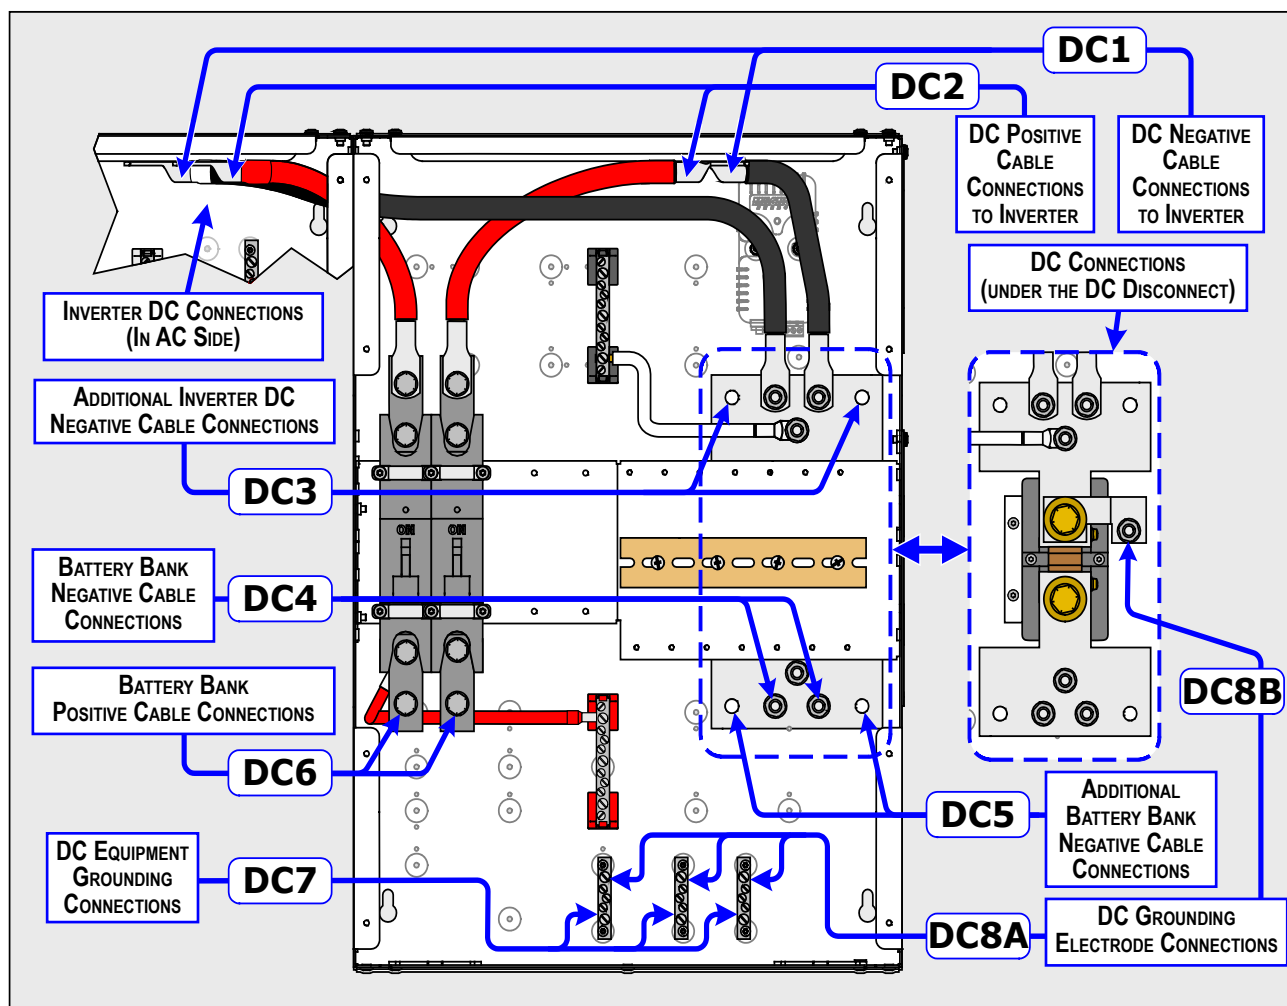 DC1
DC2
DC Positive
Cable
Connections
to Inverter
DC Negative
Cable
Connections
to Inverter
Inverter DC Connections
(In AC Side)
DC Connections
(under the DC Disconnect)
Additional Inverter DC
Negative Cable Connections
DC3
Battery Bank
Negative Cable
Connections
DC4
ON
ON
Battery Bank
Positive Cable Connections
DC6
DC8B
DC5
Additional
Battery Bank
Negative Cable
Connections
DC Equipment
Grounding
Connections
DC7
DC8A
DC Grounding
Electrode Connections